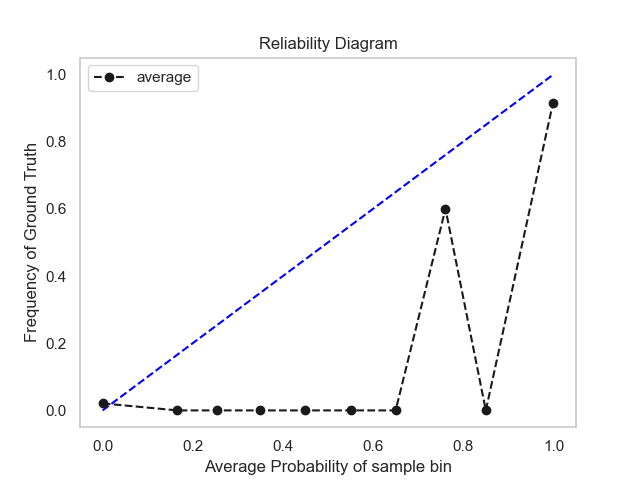 Reliability Diagram
average
1.0
0.8
0.6
0.4
0.2
0.0
Frequency of Ground Truth
0.0 0.2 0.4 0.6 0.8 1.0
Average Probability of sample bin